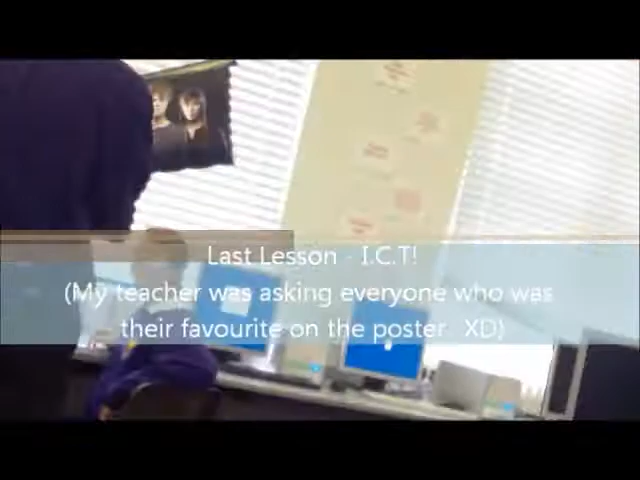 Last Lesson - I.C.T!
(My teacher was asking everyone who was
their favourite on the poster  XD)